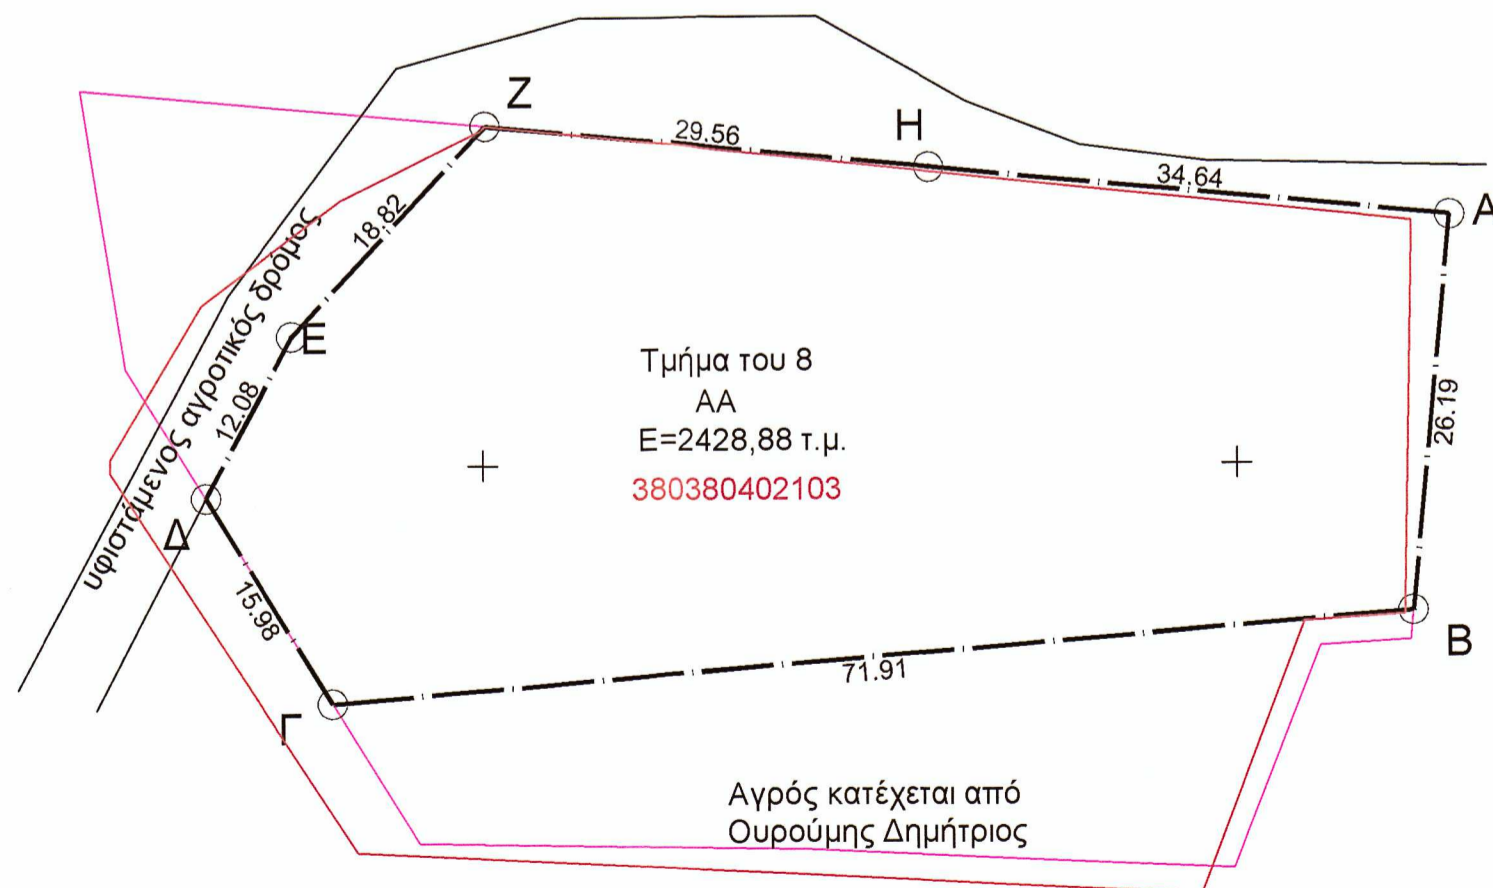 Ζ
Η
29.56
34.64
Α
18.82
υφιστάμενος αγροτικός δρόμος
Ε
12.08
Τμήμα του 8
ΑΑ
Ε=2428,88 τ.μ.
380380402103
26.19
Δ
15.98
Β
71.91
Γ
Αγρός κατέχεται από
Ουρούμης Δημήτριος